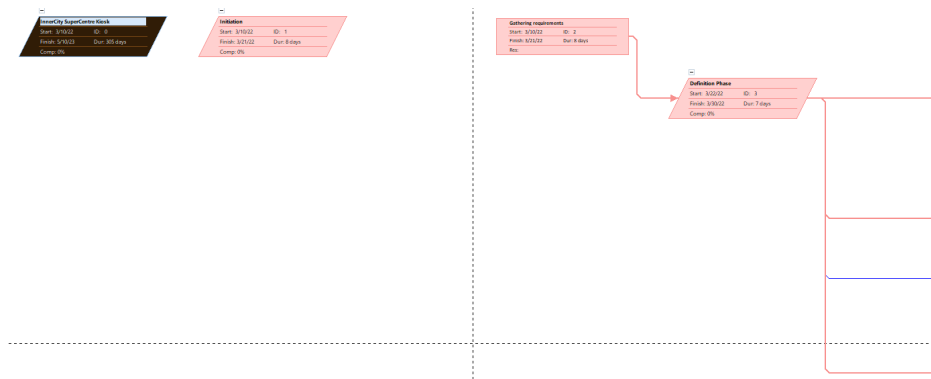 InnerCity SuperCentre Kiosk
Start: 3/10/22 ID: 0
Finish: 5/10/23 Dur: 305 days
Comp: 0%
Initiation
Start: 3/10/22 ID: 1
Finish: 3/21/22 Dur: 8 days
Comp: 0%
Gathering requirements
Start: 3/10/22 ID: 2
Finish: 3/21/22 Dur: 8 days
Res:
Definition Phase
Start: 3/22/22 ID: 3
Finish: 3/30/22 Dur: 7 days
Comp: 0%